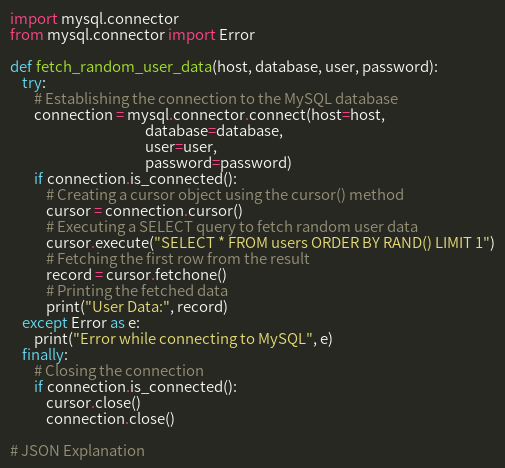 import mysql.connector
from mysql.connector import Error

def fetch_random_user_data(host, database, user, password):
    try:
        # Establishing the connection to the MySQL database
        connection = mysql.connector.connect(host=host,
                                             database=database,
                                             user=user,
                                             password=password)
        if connection.is_connected():
            # Creating a cursor object using the cursor() method
            cursor = connection.cursor()
            # Executing a SELECT query to fetch random user data
            cursor.execute("SELECT * FROM users ORDER BY RAND() LIMIT 1")
            # Fetching the first row from the result
            record = cursor.fetchone()
            # Printing the fetched data
            print("User Data:", record)
    except Error as e:
        print("Error while connecting to MySQL", e)
    finally:
        # Closing the connection
        if connection.is_connected():
            cursor.close()
            connection.close()

# JSON Explanation